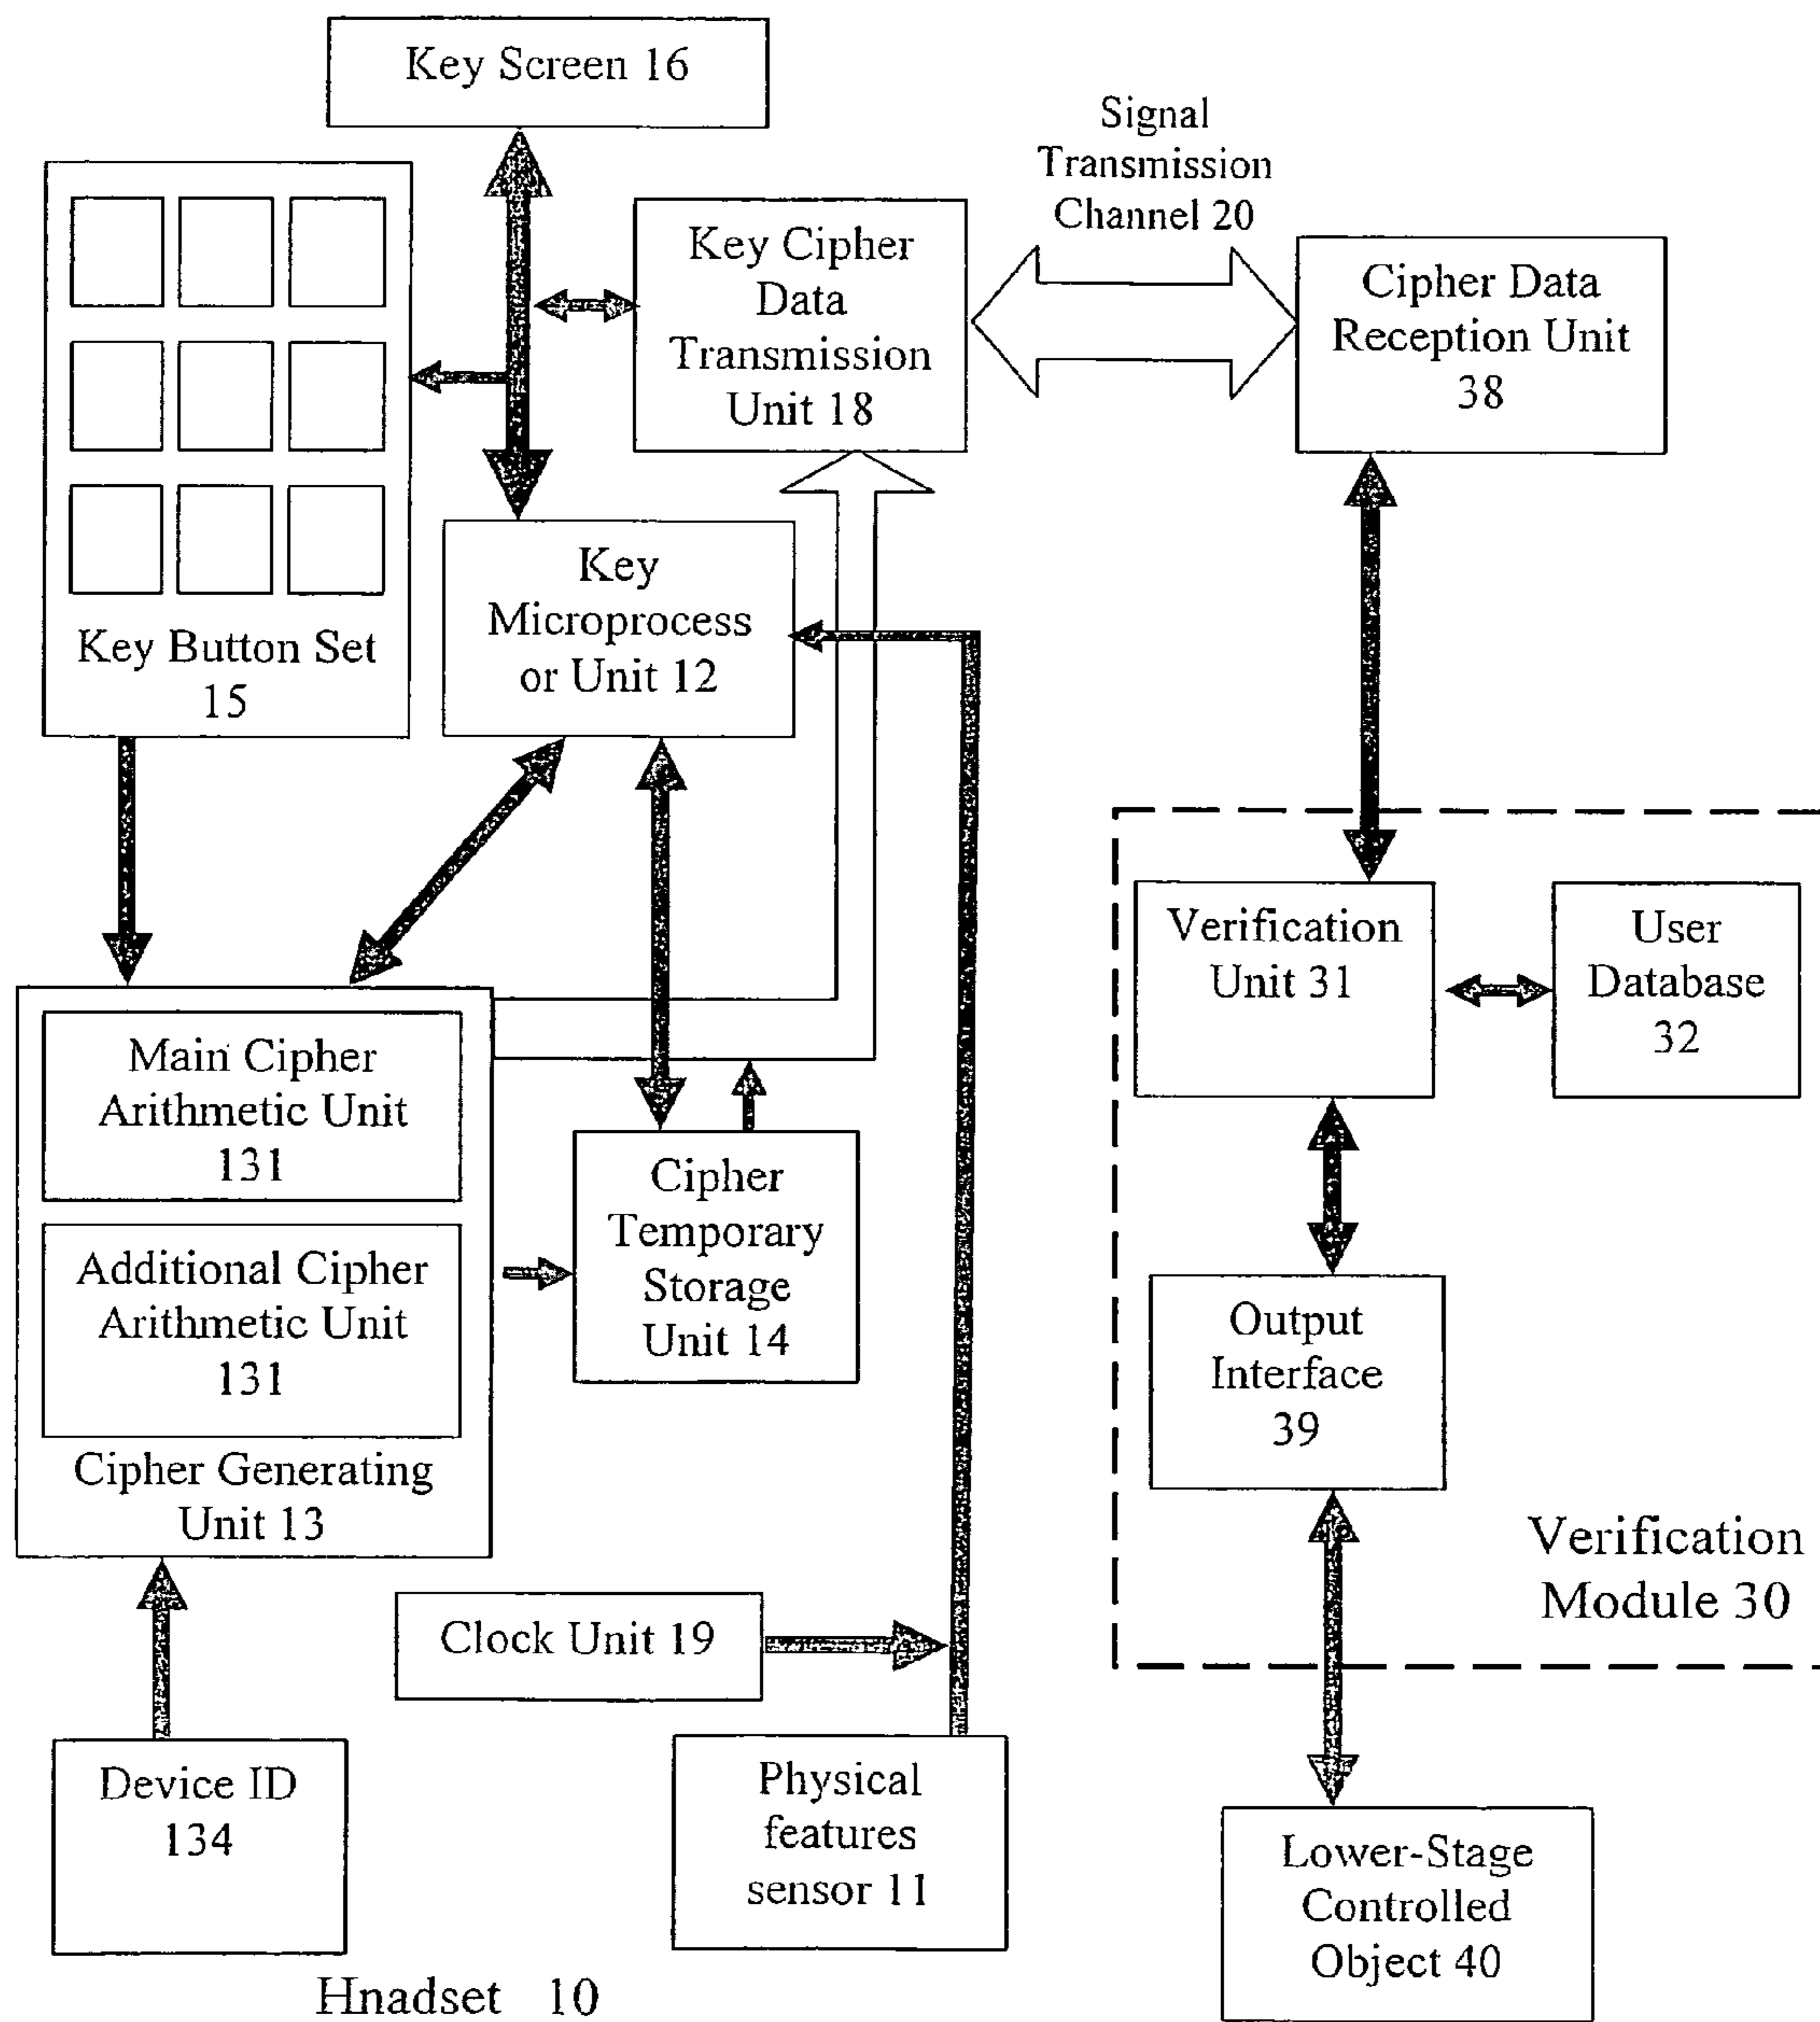 Key Screen 16
Signal
Transmission
Channel 20
Key Cipher
Data
Transmission
Unit 18
Cipher Data
Reception Unit
38
Key Button Set
15
Key
Microprocess
or Unit 12
Verification
Unit 31
User
Database
32
Main Cipher
Arithmetic Unit
131
Additional Cipher
Arithmetic Unit
131
Cipher Generating
Unit 13
Cipher
Temporary
Storage
Unit 14
Output
Interface
39
Verification
Module 30
Clock Unit 19
Device ID
134
Physical
features
sensor 11
Lower-Stage
Controlled
Object 40
Hnadset 10